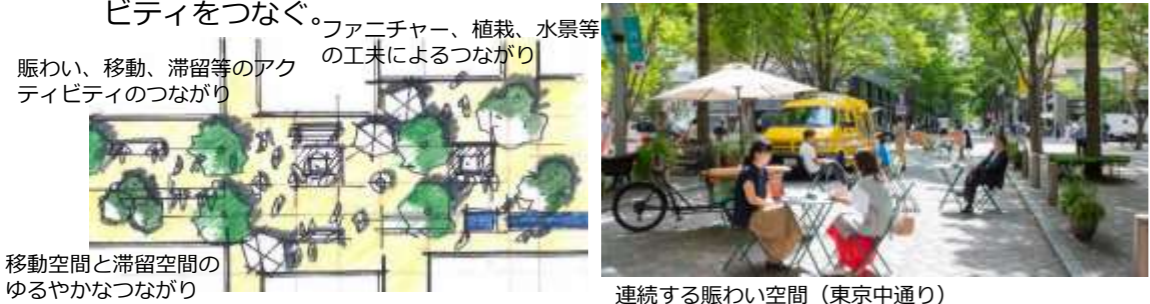 ビティをつなぐ。
ファニチャー、植栽、水景等
の工夫によるつながり
賑わい、移動、滞留等のアク
ティビティのつながり
移動空間と滞留空間の
ゆるやかなつながり
連続する賑わい空間（東京中通り）